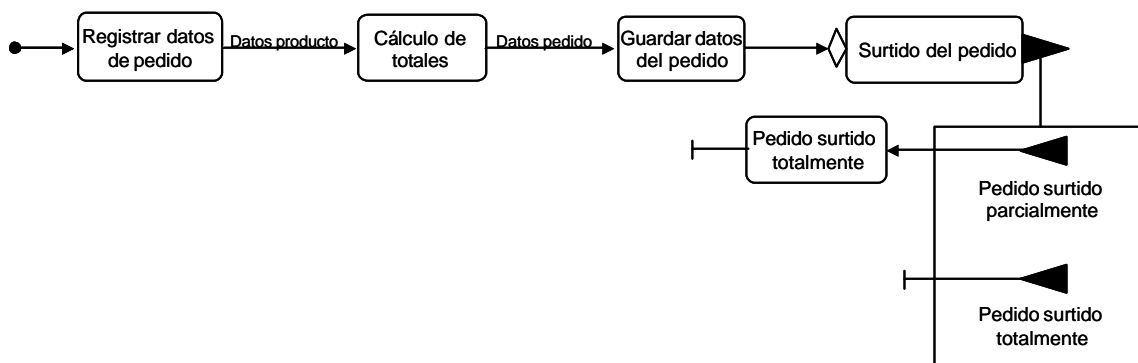 Registrar datos
de pedido
Datos producto
Cálculo de
totales
Datos pedido
Guardar datos
del pedido
Surtido del pedido
Pedido surtido
totalmente
Pedido surtido
parcialmente
Pedido surtido
totalmente